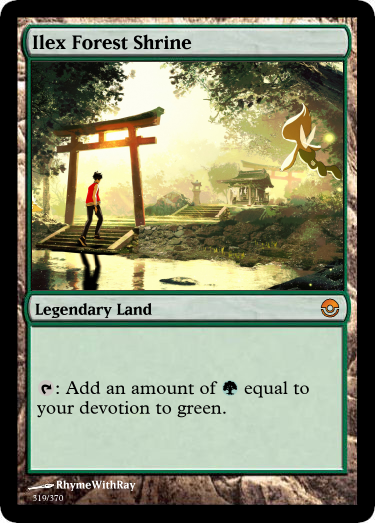 Ilex Forest Shrine
Legendary Land
: Add an amount of equal to
your devotion to green.
RhymeWithRay
319/370